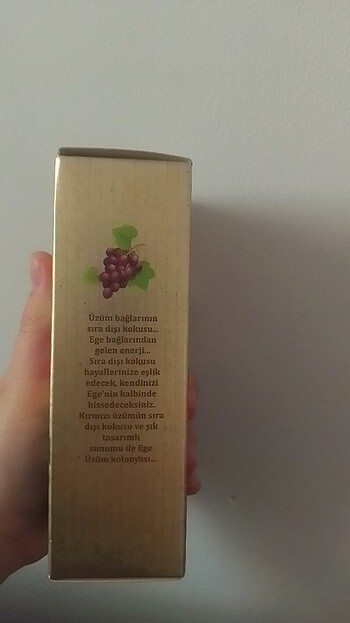 Üzüm bağlarının
sıra dışı kokusu...
Ege bağlarından
gelen enerji...
Sıra dışı kokusu
hayallerinize eşlik
edecek, kendinizi
Ege'nin kalbinde
hissedeceksiniz.
Kırmızı üzümün sıra
dışı kokusu ve şık
tasarımlı
sunumu ile Ege
Üzüm kolonyası...